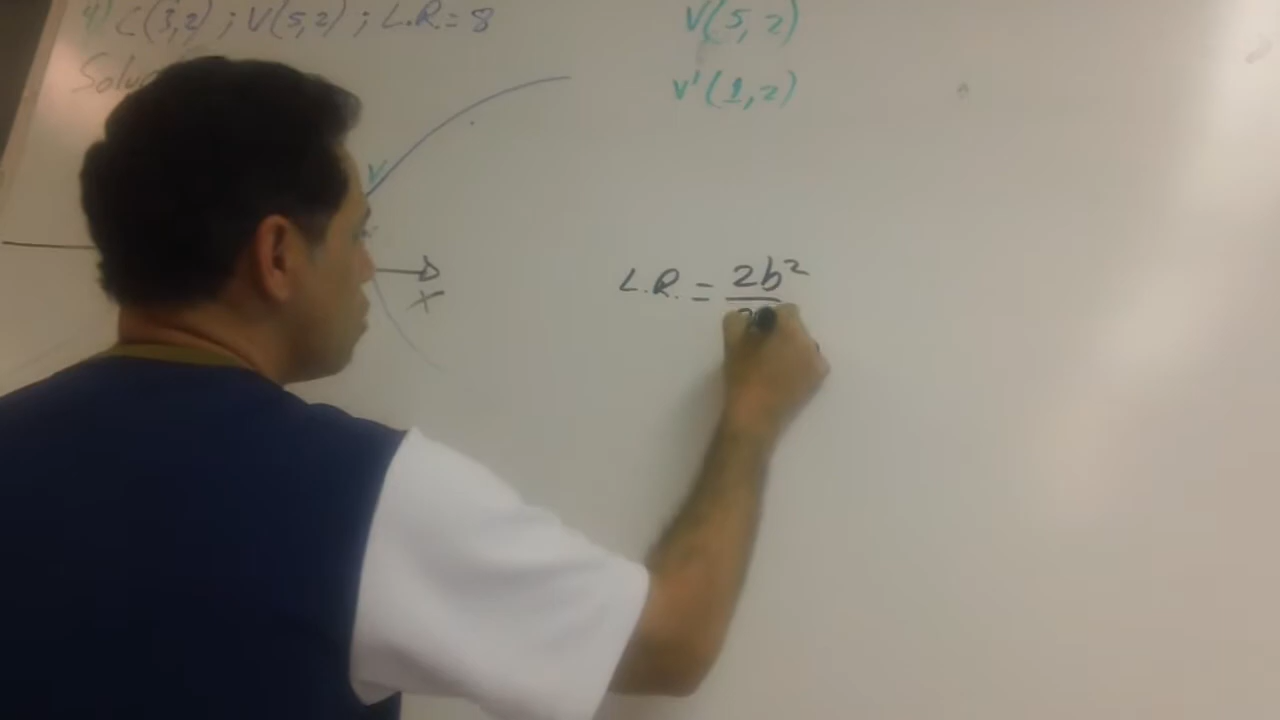 4) C(3,2) ; V(5,2) ; L.R.= 8
V(5, 2)
V'(1,2)
V
X
L.R. = 2b²